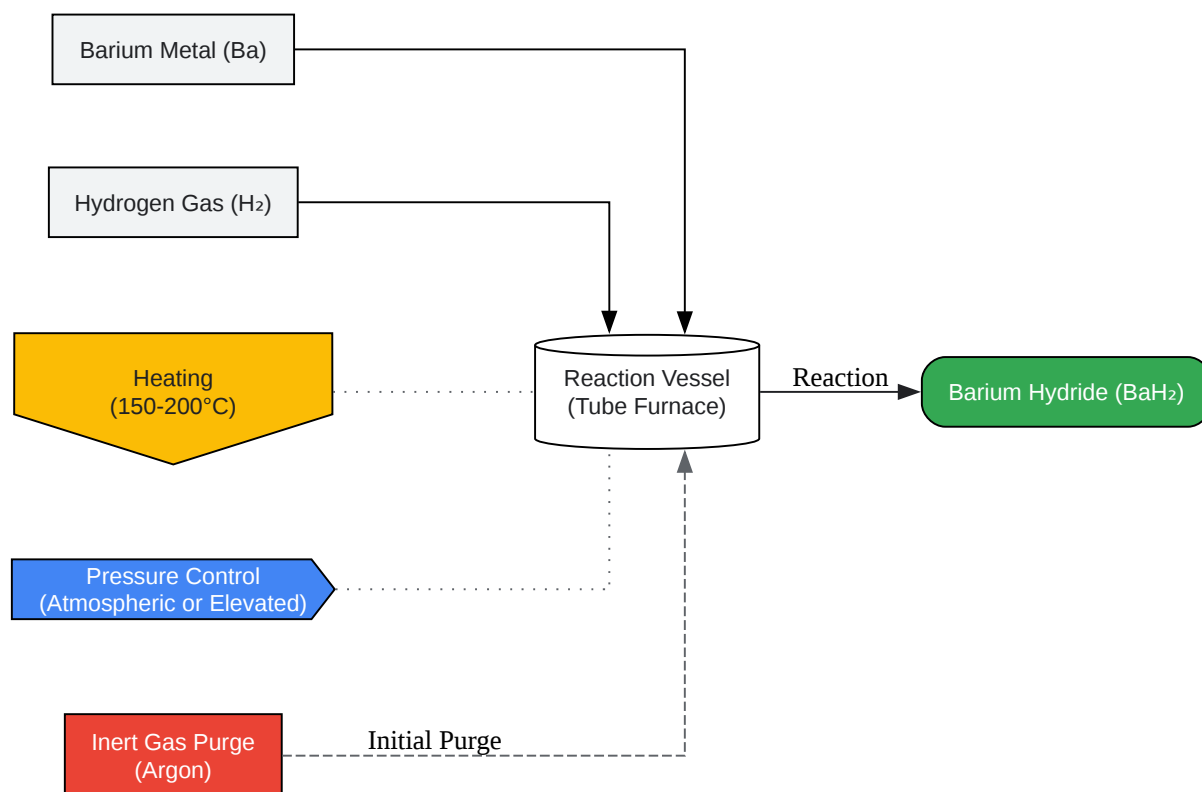 Barium Metal (Ba)
Hydrogen Gas (H₂)
Heating
(150-200°C)
Reaction Vessel
(Tube Furnace)
Reaction
Barium Hydride (BaH₂)
Pressure Control
(Atmospheric or Elevated)
Inert Gas Purge
(Argon)
Initial Purge